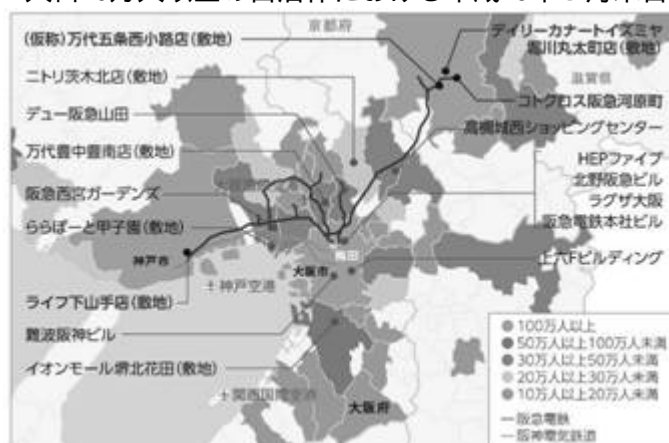 京都府
(仮称)万代五条西小路店(敷地)
デイリーカナートイズミヤ
堀川丸太町店(敷地)
ニトリ茨木北店(敷地)
滋賀県
コトクロス阪急河原町
デュー阪急山田
高槻城西ショッピングセンター
万代豊中豊南店(敷地)
HEPファイブ
北野阪急ビル
阪急西宮ガーデンズ
ラグザ大阪
ららぽーと甲子園(敷地)
阪急電鉄本社ビル
梅田
神戸市
大阪市
上六Fビルディング
神戸空港
ライフ下山手店(敷地)
難波阪神ビル
イオンモール堺北花田(敷地)
関西国際空港
大阪府
100万人以上
50万人以上100万人未満
30万人以上50万人未満
20万人以上30万人未満
10万人以上20万人未満
阪急電鉄
阪神電気鉄道